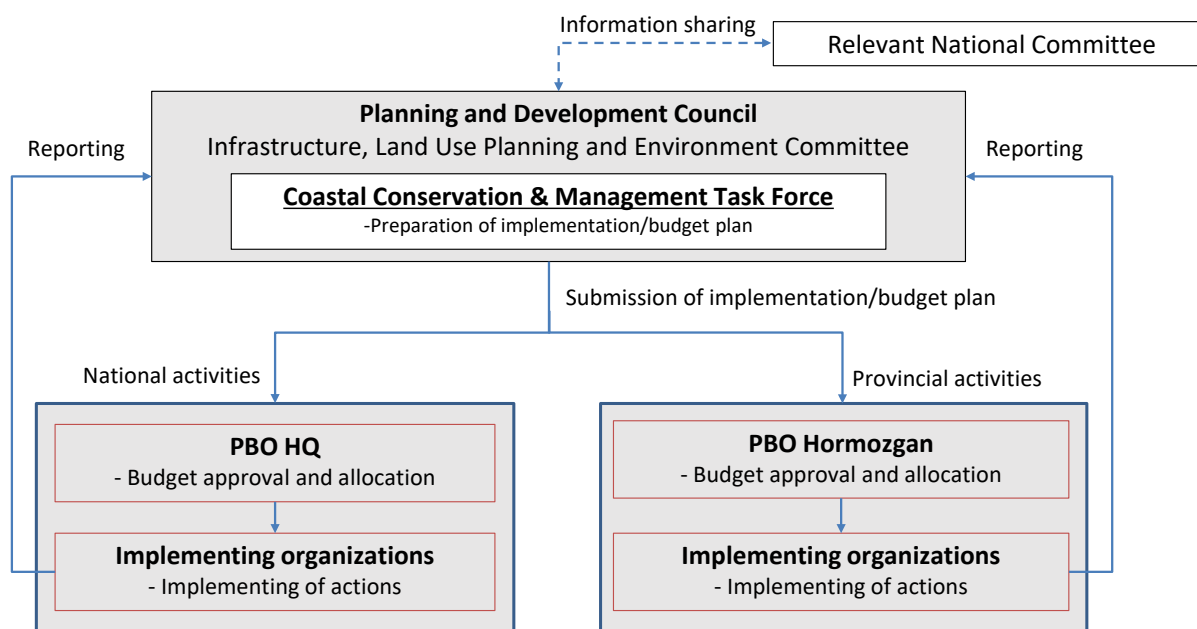 Information sharing
Relevant National Committee
Planning and Development Council
Infrastructure, Land Use Planning and Environment Committee
Reporting
Reporting
Coastal Conservation & Management Task Force
-Preparation of implementation/budget plan
Submission of implementation/budget plan
National activities
Provincial activities
PBO HQ
- Budget approval and allocation
Implementing organizations
- Implementing of actions
PBO Hormozgan
- Budget approval and allocation
Implementing organizations
- Implementing of actions